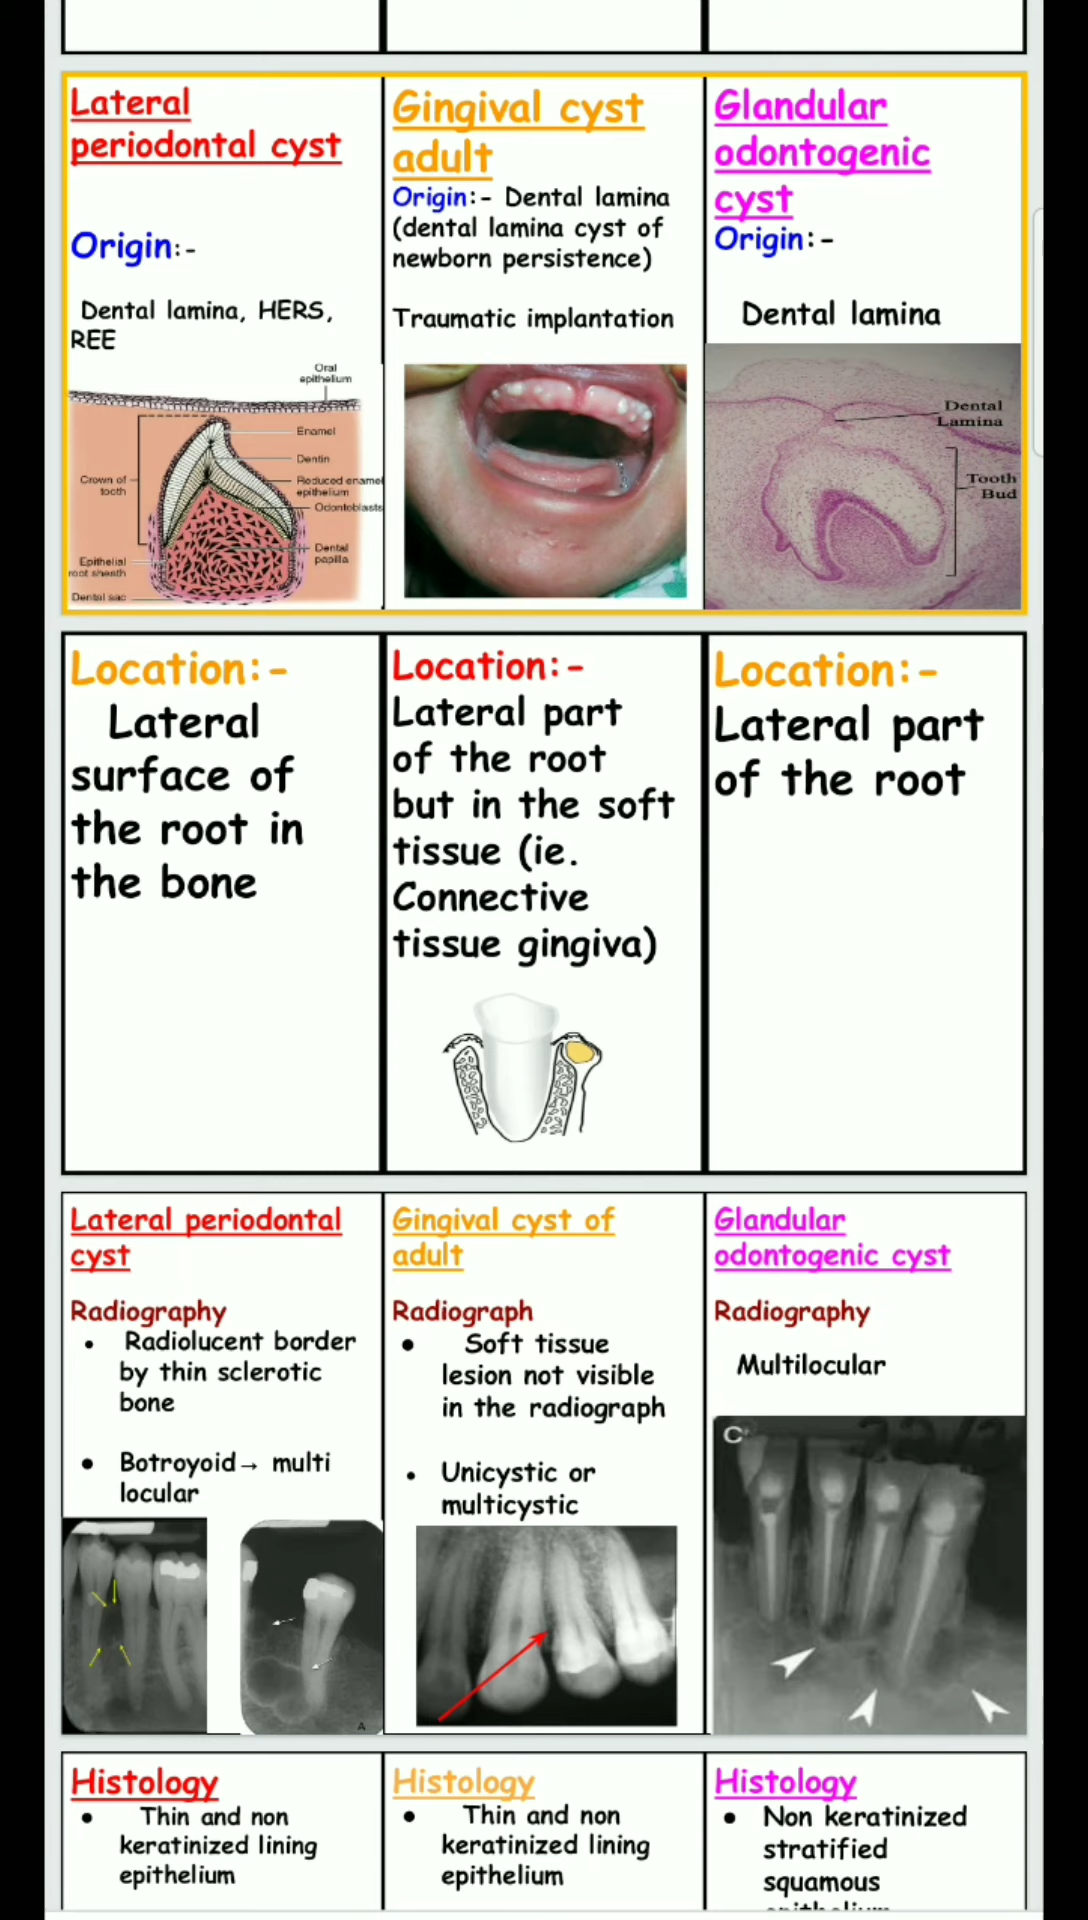 Lateral
periodontal cyst
Origin:-
Dental lamina, HERS,
REE
Oral
epithelium
Enamel
Dentin
Reduced enamel
epithelium
Odontoblasts
Crown of
tooth
Dental
papilla
Epithelial
root sheath
Dental sac
Gingival cyst
adult
Origin:- Dental lamina
(dental lamina cyst of
newborn persistence)
Traumatic implantation
Glandular
odontogenic
cyst
Origin:-
Dental lamina
Dental
Lamina
Tooth
Bud
Location:-
Lateral
surface of
the root in
the bone
Location:-
Lateral part
of the root
but in the soft
tissue (ie.
Connective
tissue gingiva)
Location:-
Lateral part
of the root
Lateral periodontal
cyst
Radiography
• Radiolucent border
by thin sclerotic
bone
• Botroyoid→ multi
locular
A
Gingival cyst of
adult
Radiograph
• Soft tissue
lesion not visible
in the radiograph
• Unicystic or
multicystic
Glandular
odontogenic cyst
Radiography
Multilocular
C
Histology
• Thin and non
keratinized lining
epithelium
Histology
• Thin and non
keratinized lining
epithelium
Histology
• Non keratinized
stratified
squamous